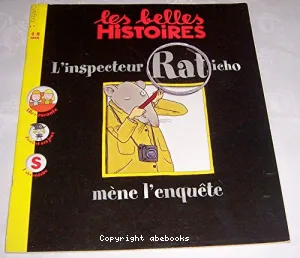 les belles
HISTOIRES
L'inspecteur Raticho
S
mène l'enquête
Copyright abebooks